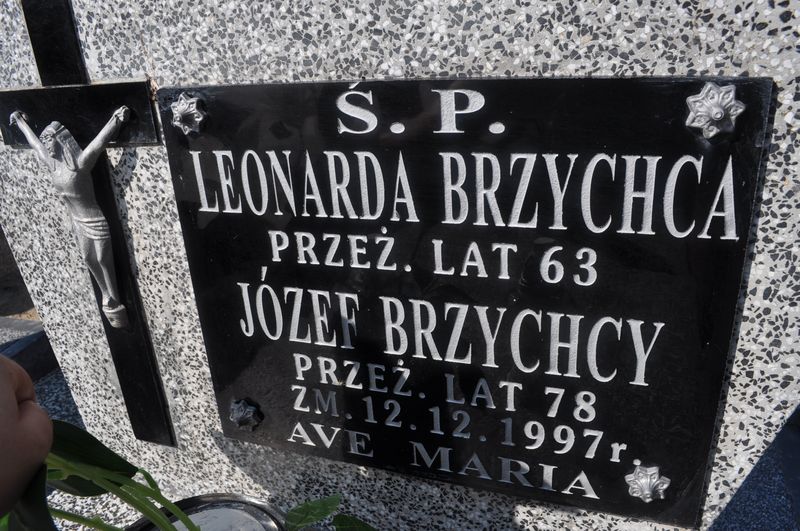 Ś. P.
LEONARDA BRZYCHCA
PRZEŻ. LAT 63
JÓZEF BRZYCHCY
PRZEŻ. LAT 78
ZM. 12.12.1997r.
AVE MARIA